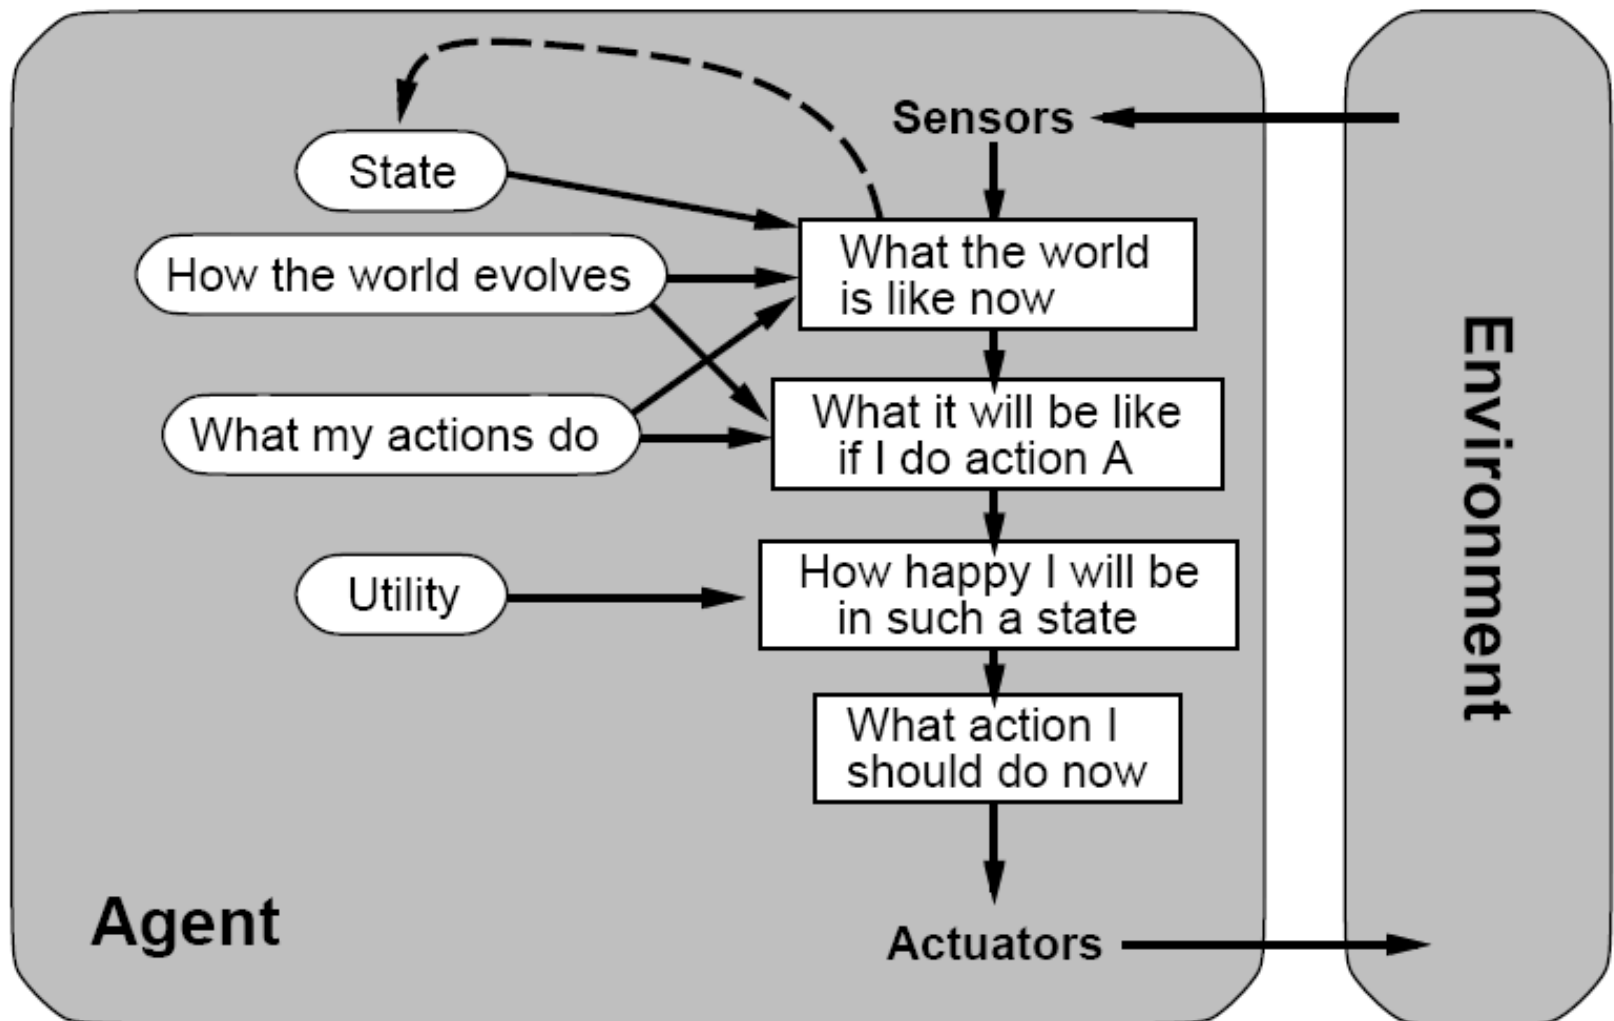 Sensors
State
What the world
is like now
How the world evolves
What it will be like
if I do action A
What my actions do
How happy I will be
in such a state
Utility
What action I
should do now
Agent
Actuators
Environment